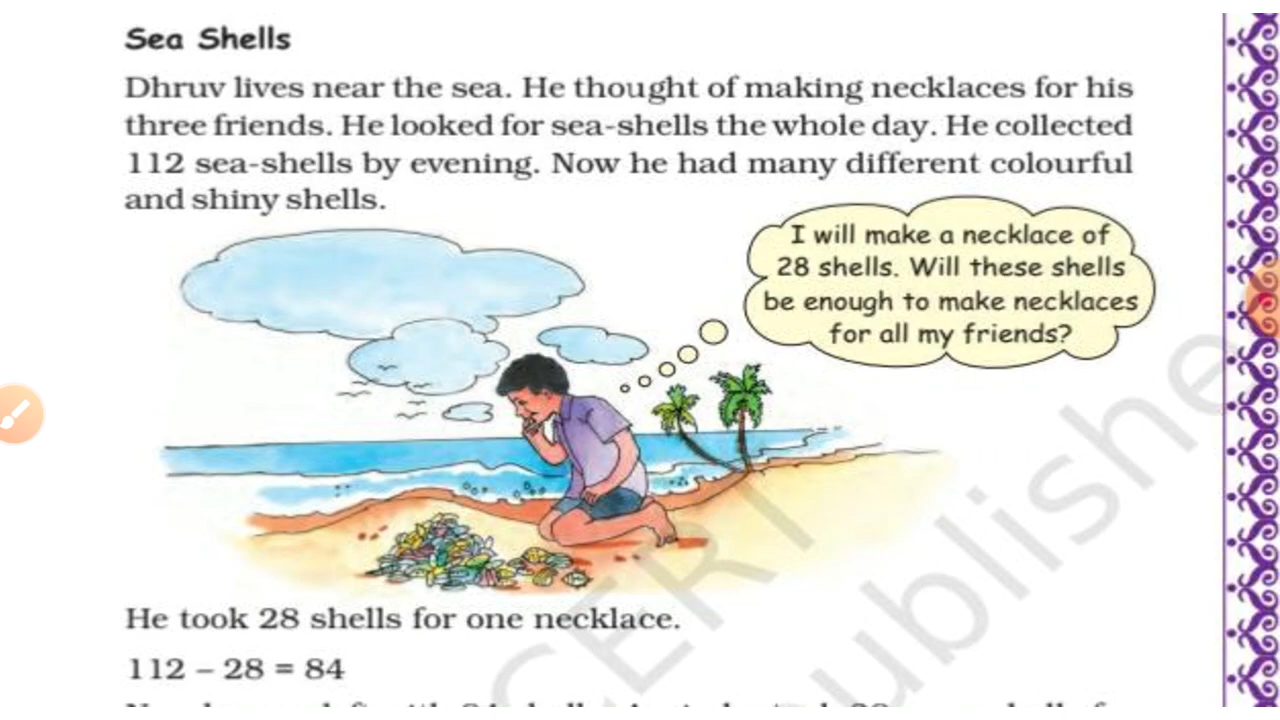 Sea Shells
Dhruv lives near the sea. He thought of making necklaces for his
three friends. He looked for sea-shells the whole day. He collected
112 sea-shells by evening. Now he had many different colourful
and shiny shells.
I will make a necklace of
28 shells. Will these shells
be enough to make necklaces
for all my friends?
He took 28 shells for one necklace.
112 – 28 = 84